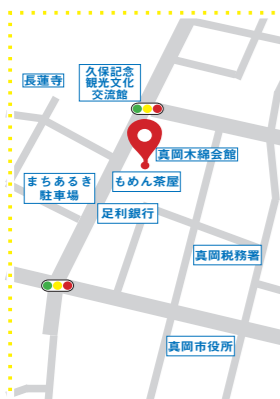 長蓮寺
久保記念
観光文化
交流館
真岡木綿会館
まちあるき
駐車場
もめん茶屋
足利銀行
真岡税務署
真岡市役所